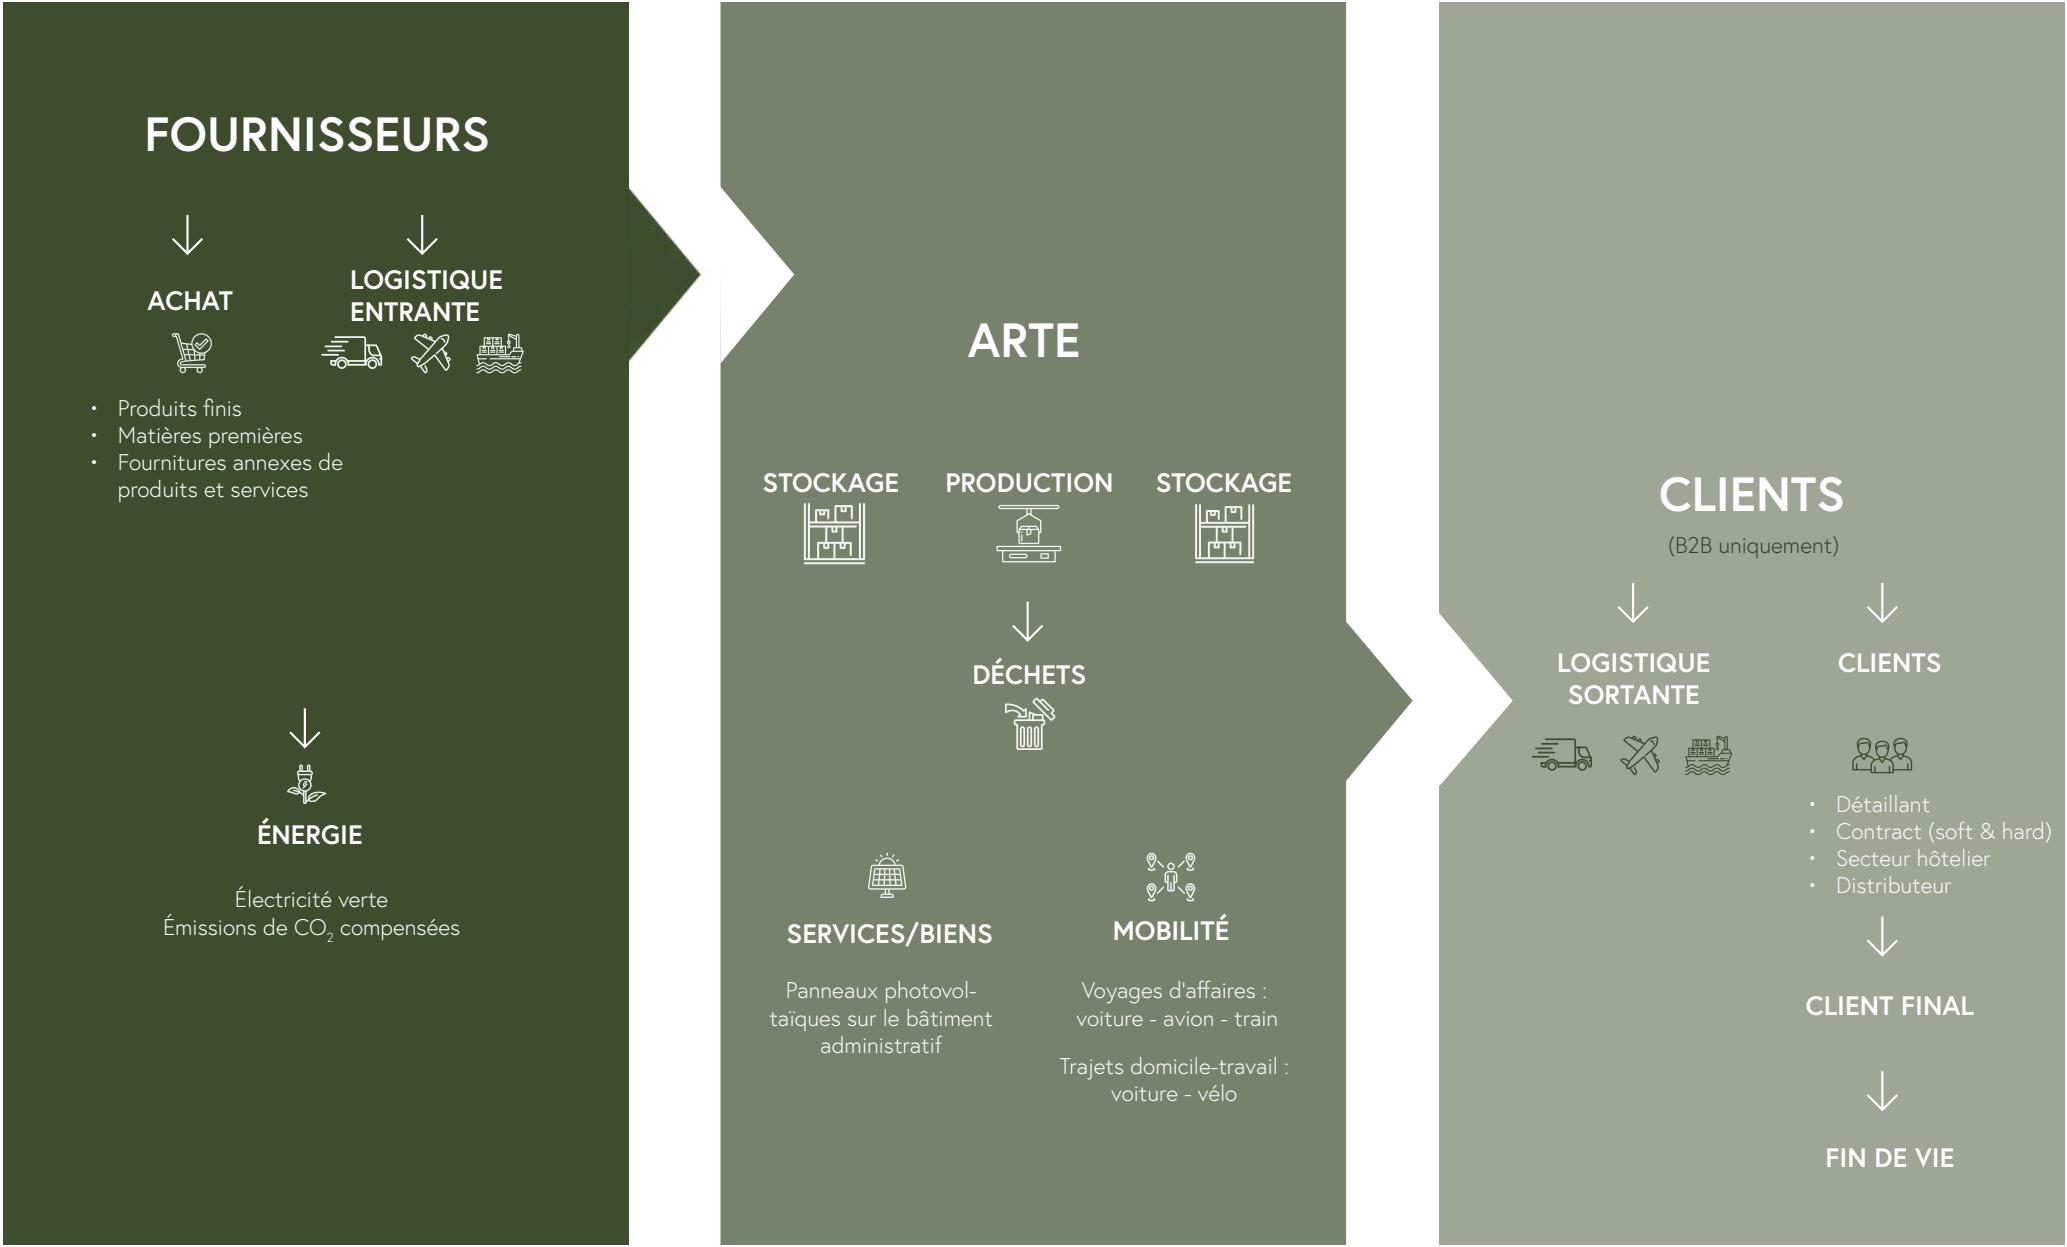 FOURNISSEURS
ACHAT
LOGISTIQUE
ENTRANTE
• Produits finis
• Matières premières
• Fournitures annexes de
produits et services
ÉNERGIE
Électricité verte
Émissions de CO₂ compensées
ARTE
STOCKAGE
PRODUCTION
STOCKAGE
DÉCHETS
SERVICES/BIENS
Panneaux photovol-
taïques sur le bâtiment
administratif
MOBILITÉ
Voyages d'affaires :
voiture - avion - train
Trajets domicile-travail :
voiture - vélo
CLIENTS
(B2B uniquement)
LOGISTIQUE
SORTANTE
CLIENTS
• Détaillant
• Contract (soft & hard)
• Secteur hôtelier
• Distributeur
CLIENT FINAL
FIN DE VIE